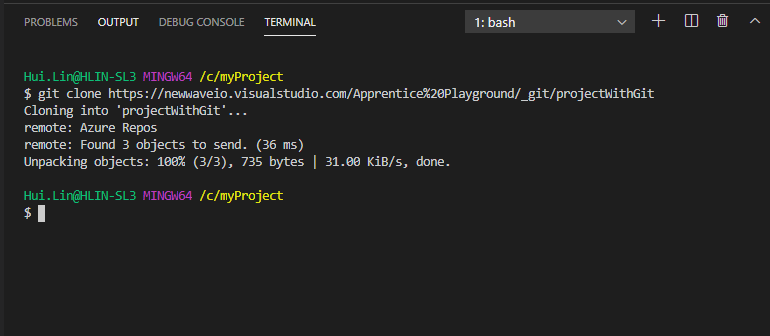 PROBLEMS OUTPUT DEBUG CONSOLE TERMINAL 1: bash
Hui.Lin@HLIN-SL3 MINGW64 /c/myProject
$ git clone https://newwaveio.visualstudio.com/Apprentice%20Playground/_git/projectWithGit
Cloning into 'projectWithGit'...
remote: Azure Repos
remote: Found 3 objects to send. (36 ms)
Unpacking objects: 100% (3/3), 735 bytes | 31.00 KiB/s, done.
Hui.Lin@HLIN-SL3 MINGW64 /c/myProject
$